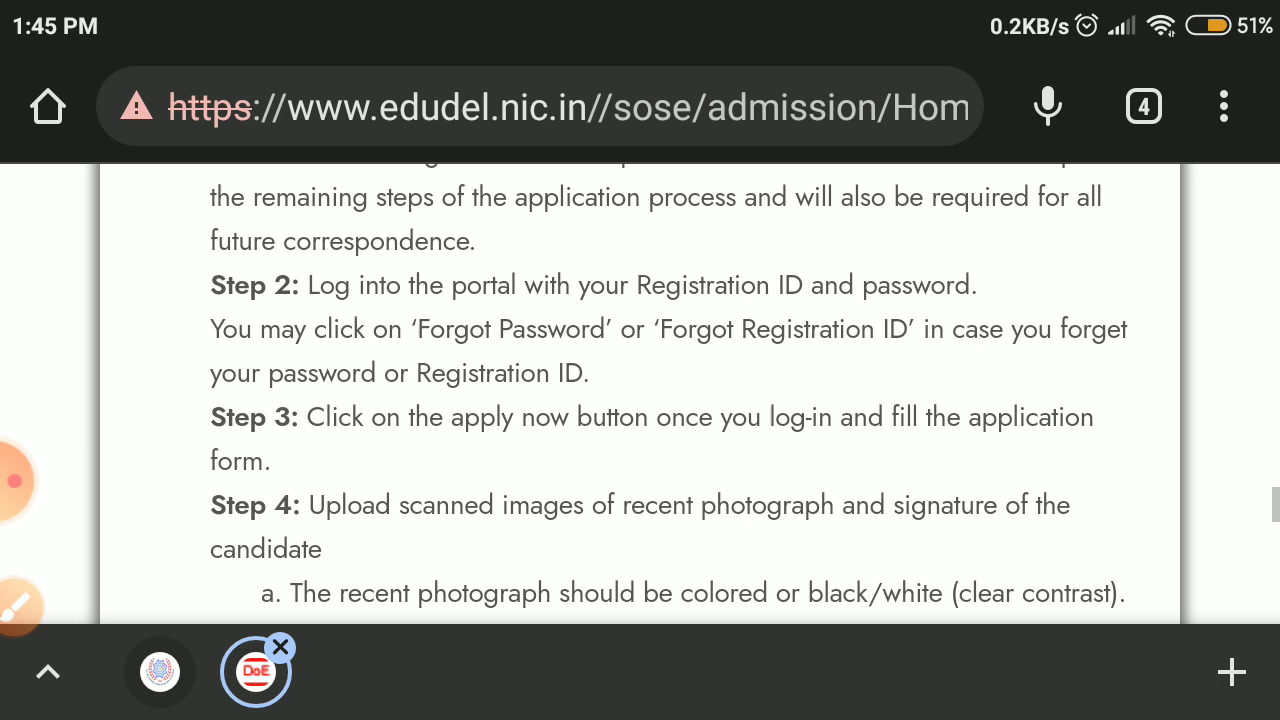 1:45 PM
0.2KB/s
51%
https://www.edudel.nic.in//sose/admission/Hom
4
the remaining steps of the application process and will also be required for all
future correspondence.
Step 2: Log into the portal with your Registration ID and password.
You may click on ‘Forgot Password’ or ‘Forgot Registration ID’ in case you forget
your password or Registration ID.
Step 3: Click on the apply now button once you log-in and fill the application
form.
Step 4: Upload scanned images of recent photograph and signature of the
candidate
a. The recent photograph should be colored or black/white (clear contrast).
DoE